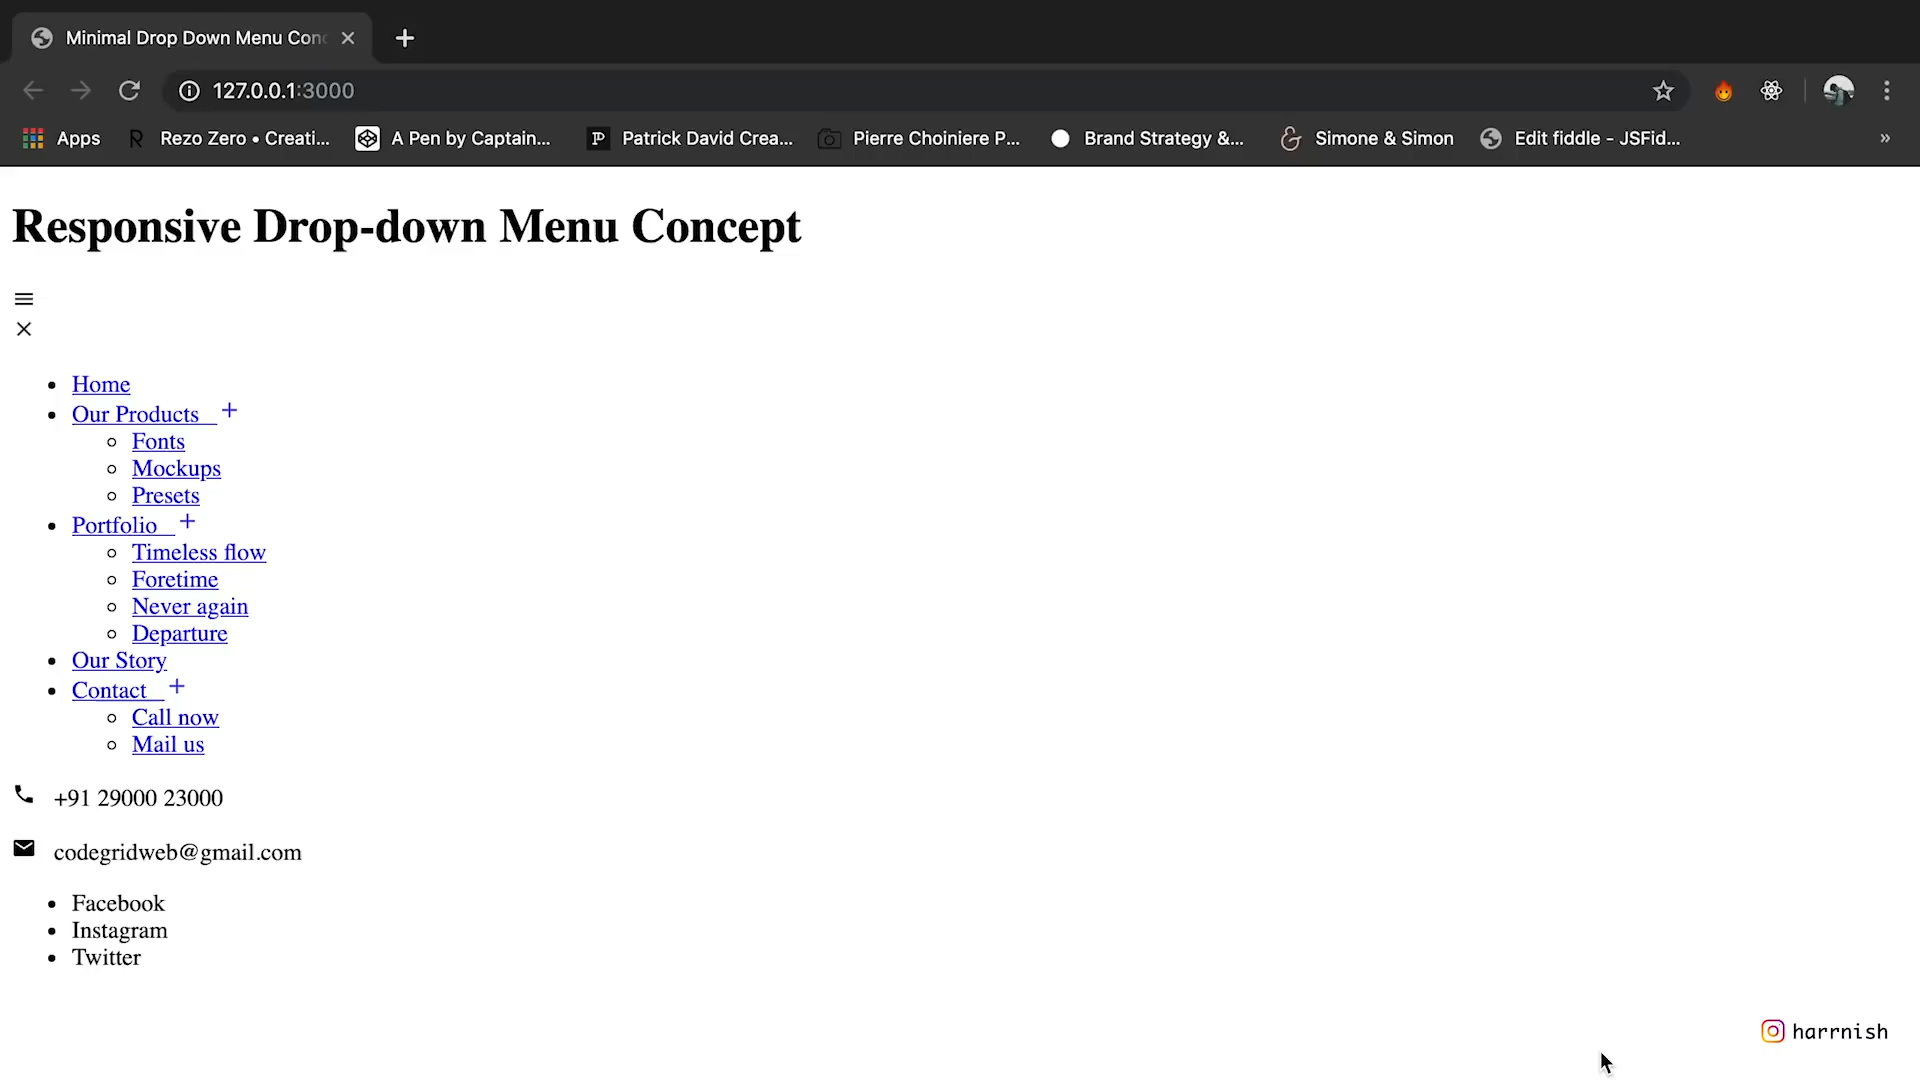 Minimal Drop Down Menu Con
127.0.0.1:3000
Apps
Rezo Zero • Creati...
A Pen by Captain...
Patrick David Crea...
Pierre Choiniere P...
Brand Strategy &...
Simone & Simon
Edit fiddle - JSFid...
»
Responsive Drop-down Menu Concept
Home
Our Products +
Fonts
Mockups
Presets
Portfolio +
Timeless flow
Foretime
Never again
Departure
Our Story
Contact +
Call now
Mail us
+91 29000 23000
codegridweb@gmail.com
Facebook
Instagram
Twitter
harrnish